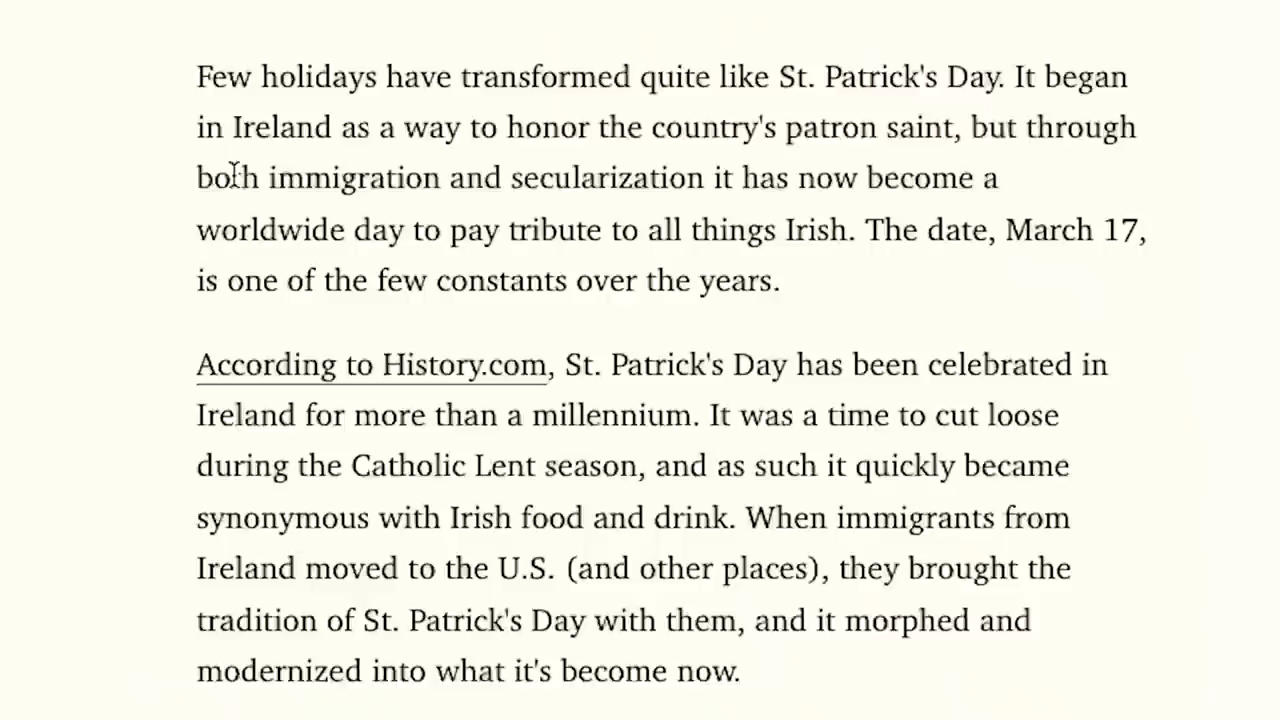 Few holidays have transformed quite like St. Patrick's Day. It began
in Ireland as a way to honor the country's patron saint, but through
both immigration and secularization it has now become a
worldwide day to pay tribute to all things Irish. The date, March 17,
is one of the few constants over the years.
According to History.com, St. Patrick's Day has been celebrated in
Ireland for more than a millennium. It was a time to cut loose
during the Catholic Lent season, and as such it quickly became
synonymous with Irish food and drink. When immigrants from
Ireland moved to the U.S. (and other places), they brought the
tradition of St. Patrick's Day with them, and it morphed and
modernized into what it's become now.